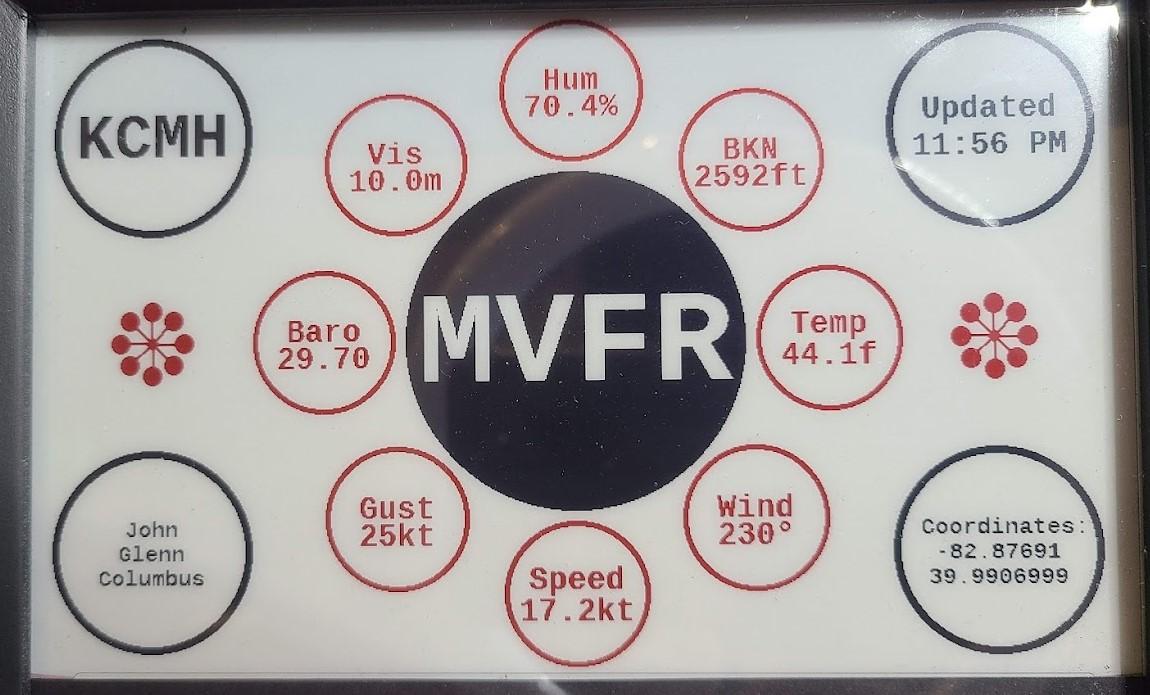 KCMH
Hum
70.4%
Updated
11:56 PM
Vis
10.0m
BKN
2592ft
Baro
29.70
MVFR
Temp
44.1f
Gust
25kt
Wind
230°
John
Glenn
Columbus
Speed
17.2kt
Coordinates:
-82.87691
39.9906999